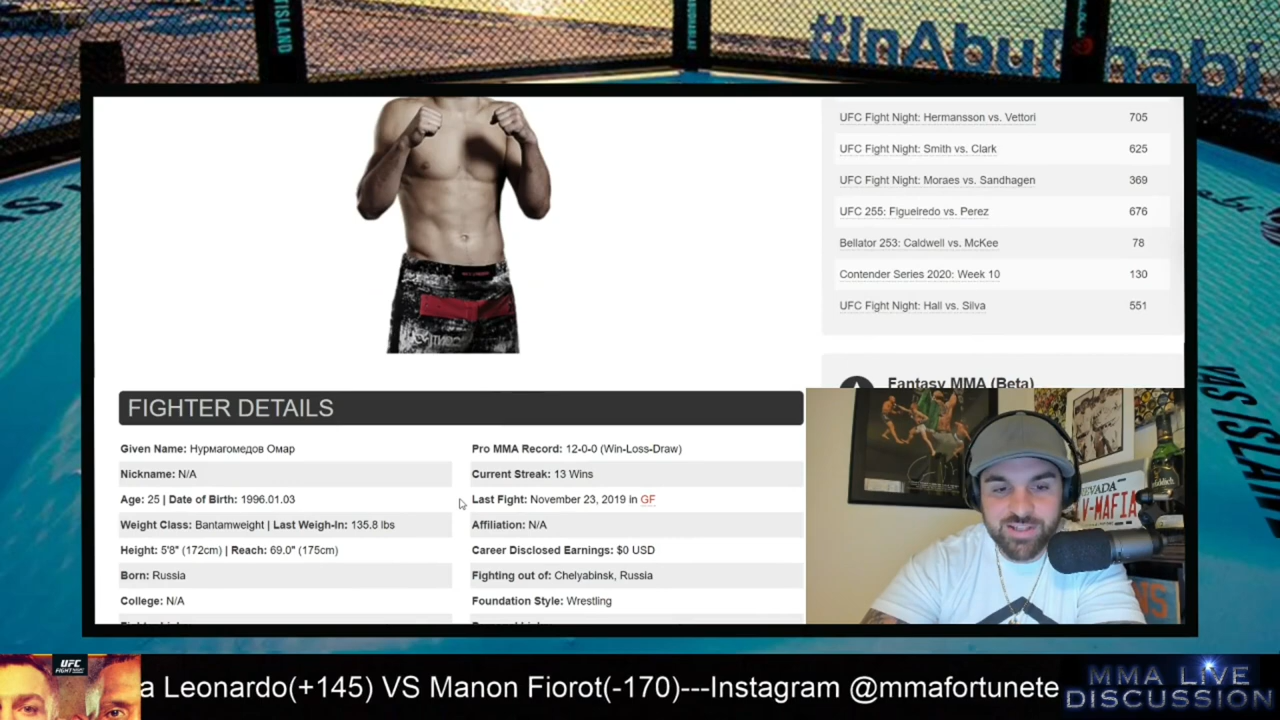 #InAbuDhabi
UFC Fight Night: Hermansson vs. Vettori 705
UFC Fight Night: Smith vs. Clark 625
UFC Fight Night: Moraes vs. Sandhagen 369
UFC 255: Figueiredo vs. Perez 676
Bellator 253: Caldwell vs. McKee 78
Contender Series 2020: Week 10 130
UFC Fight Night: Hall vs. Silva 551
Fantasy MMA (Beta)
FIGHTER DETAILS
Given Name: Нурмагомедов Омар
Pro MMA Record: 12-0-0 (Win-Loss-Draw)
Nickname: N/A
Current Streak: 13 Wins
Age: 25 | Date of Birth: 1996.01.03
Last Fight: November 23, 2019 in GF
Weight Class: Bantamweight | Last Weigh-In: 135.8 lbs
Affiliation: N/A
Height: 5'8" (172cm) | Reach: 69.0" (175cm)
Career Disclosed Earnings: $0 USD
Born: Russia
Fighting out of: Chelyabinsk, Russia
College: N/A
Foundation Style: Wrestling
V-MAFIA
UFC
FIGHT NIGHT
a Leonardo(+145) VS Manon Fiorot(-170)---Instagram @mmafortunete
MMA LIVE
DISCUSSION